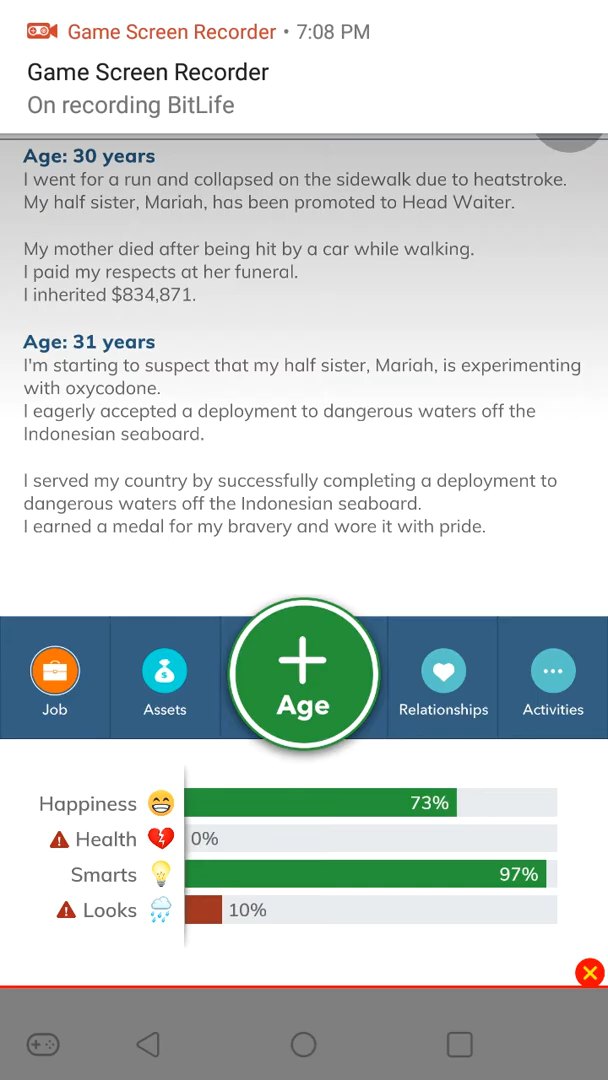 Game Screen Recorder • 7:08 PM
Game Screen Recorder
On recording BitLife
Age: 30 years
I went for a run and collapsed on the sidewalk due to heatstroke.
My half sister, Mariah, has been promoted to Head Waiter.
My mother died after being hit by a car while walking.
I paid my respects at her funeral.
I inherited $834,871.
Age: 31 years
I'm starting to suspect that my half sister, Mariah, is experimenting
with oxycodone.
I eagerly accepted a deployment to dangerous waters off the
Indonesian seaboard.
I served my country by successfully completing a deployment to
dangerous waters off the Indonesian seaboard.
I earned a medal for my bravery and wore it with pride.
Job
Assets
Age
Relationships
Activities
Happiness 73%
Health 0%
Smarts 97%
Looks 10%